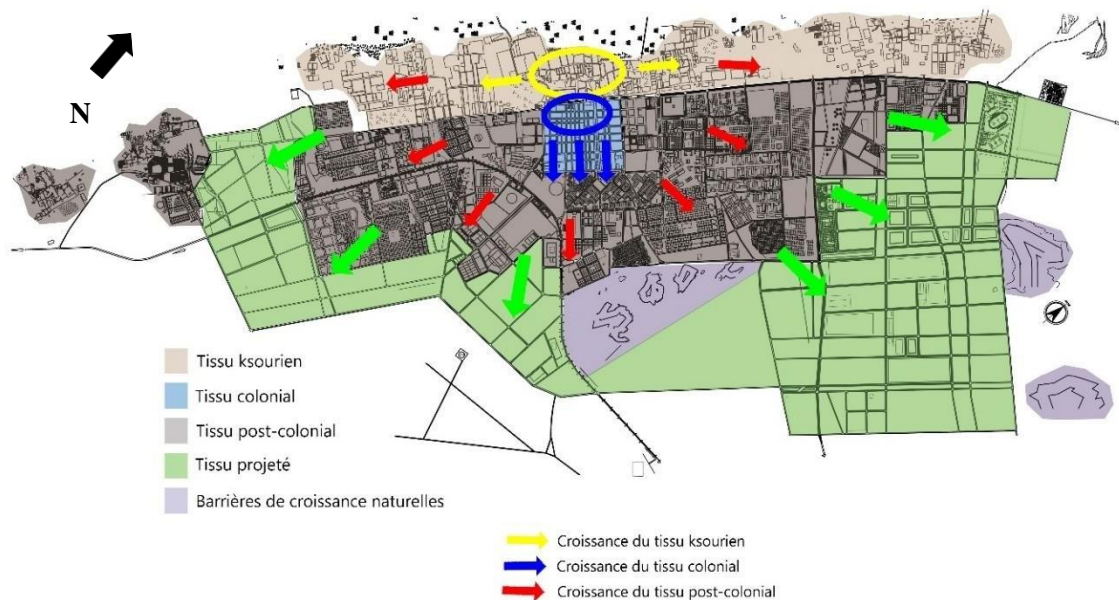 N
Tissu ksourien
Tissu colonial
Tissu post-colonial
Tissu projeté
Barrières de croissance naturelles
Croissance du tissu ksourien
Croissance du tissu colonial
Croissance du tissu post-colonial